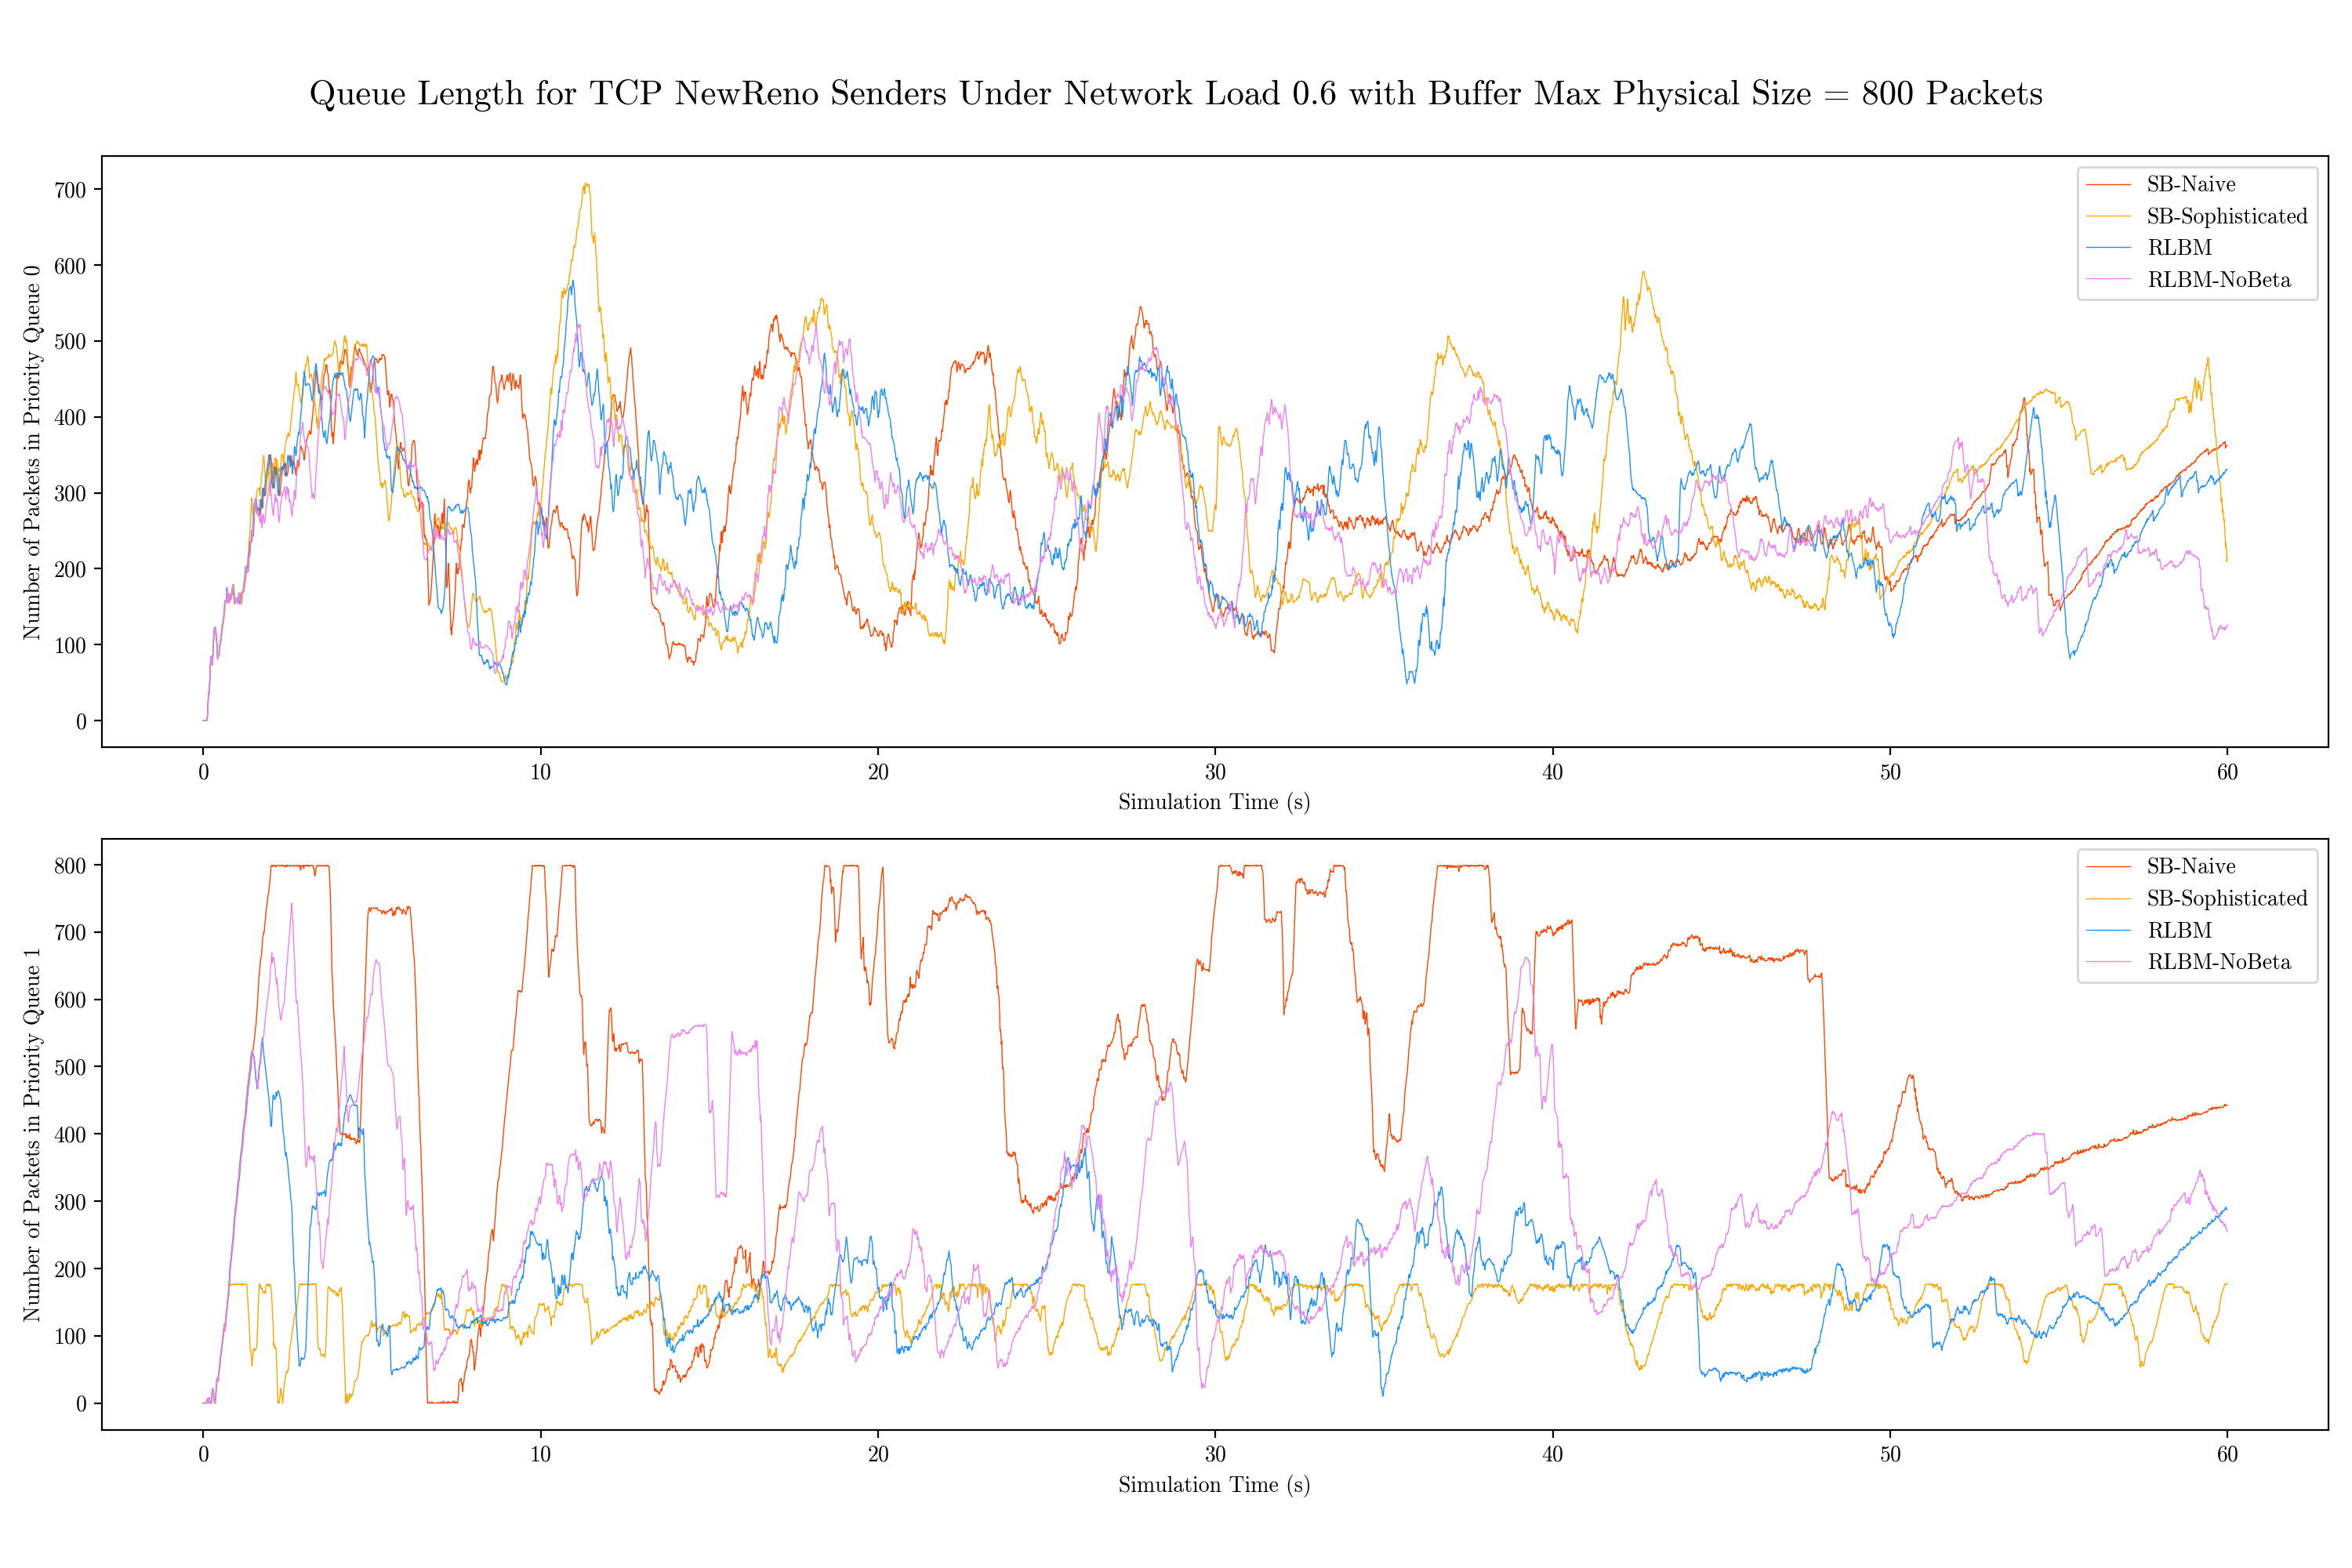 Queue Length for TCP NewReno Senders Under Network Load 0.6 with Buffer Max Physical Size = 800 Packets
Number of Packets in Priority Queue 0
700
600
500
400
300
200
100
0
SB-Naive
SB-Sophisticated
RLBM
RLBM-NoBeta
0 10 20 30 40 50 60
Simulation Time (s)
Number of Packets in Priority Queue 1
800
700
600
500
400
300
200
100
0
SB-Naive
SB-Sophisticated
RLBM
RLBM-NoBeta
0 10 20 30 40 50 60
Simulation Time (s)